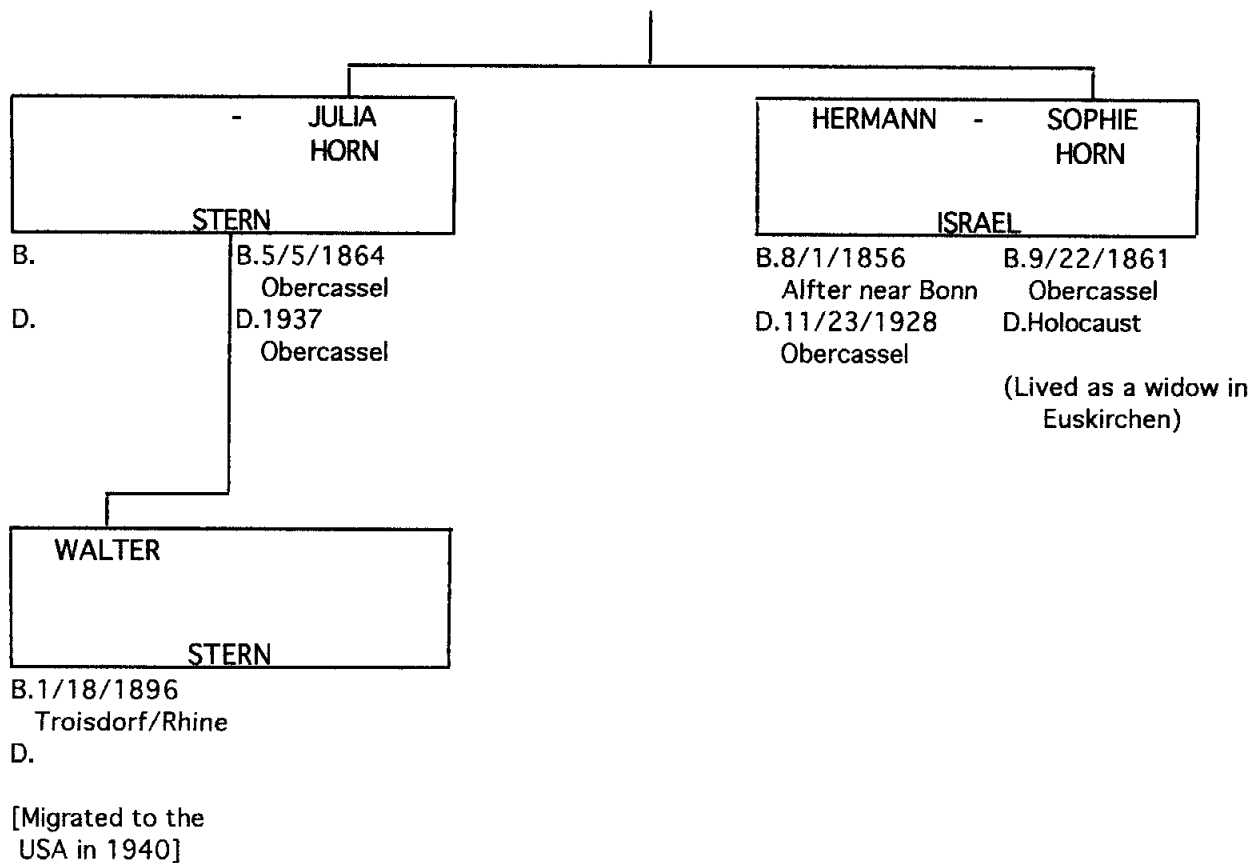 - JULIA
HORN
STERN
B. B.5/5/1864
Obercassel
D. D.1937
Obercassel
HERMANN - SOPHIE
HORN
ISRAEL
B.8/1/1856 B.9/22/1861
Alfter near Bonn Obercassel
D.11/23/1928 D.Holocaust
Obercassel
(Lived as a widow in
Euskirchen)
WALTER
STERN
B.1/18/1896
Troisdorf/Rhine
D.
[Migrated to the
USA in 1940]